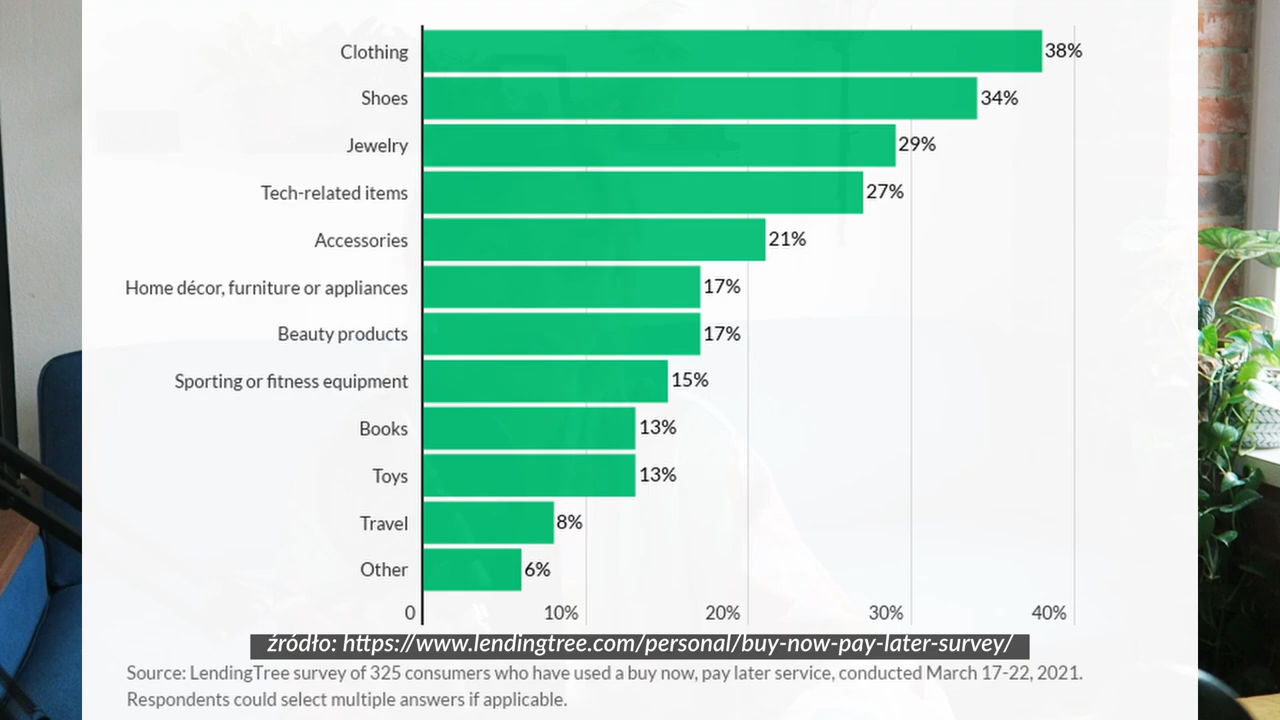 Clothing 38%
Shoes 34%
Jewelry 29%
Tech-related items 27%
Accessories 21%
Home décor, furniture or appliances 17%
Beauty products 17%
Sporting or fitness equipment 15%
Books 13%
Toys 13%
Travel 8%
Other 6%
0 10% 20% 30% 40%
źródło: https://www.lendingtree.com/personal/buy-now-pay-later-survey/
Source: LendingTree survey of 325 consumers who have used a buy now, pay later service, conducted March 17-22, 2021.
Respondents could select multiple answers if applicable.